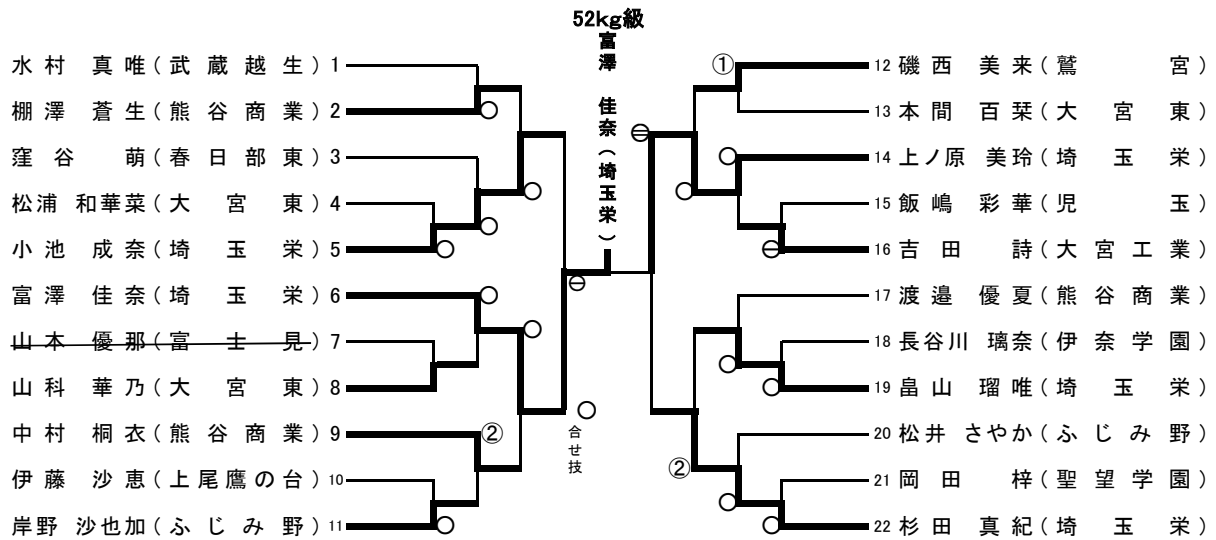 52kg級
富澤 佳奈（埼玉栄）
水村 真唯（武蔵越生）1
棚澤 蒼生（熊谷商業）2
窪谷 萌（春日部東）3
松浦 和華菜（大宮東）4
小池 成奈（埼玉栄）5
富澤 佳奈（埼玉栄）6
山本 優那（富士見）7
山科 華乃（大宮東）8
中村 桐衣（熊谷商業）9
伊藤 沙恵（上尾鷹の台）10
岸野 沙也加（ふじみ野）11
②
合せ技
①
②
12 磯西 美来（鷲宮）
13 本間 百栞（大宮東）
14 上ノ原 美玲（埼玉栄）
15 飯嶋 彩華（児玉）
16 吉田 詩（大宮工業）
17 渡邉 優夏（熊谷商業）
18 長谷川 璃奈（伊奈学園）
19 畠山 瑠唯（埼玉栄）
20 松井 さやか（ふじみ野）
21 岡田 梓（聖望学園）
22 杉田 真紀（埼玉栄）